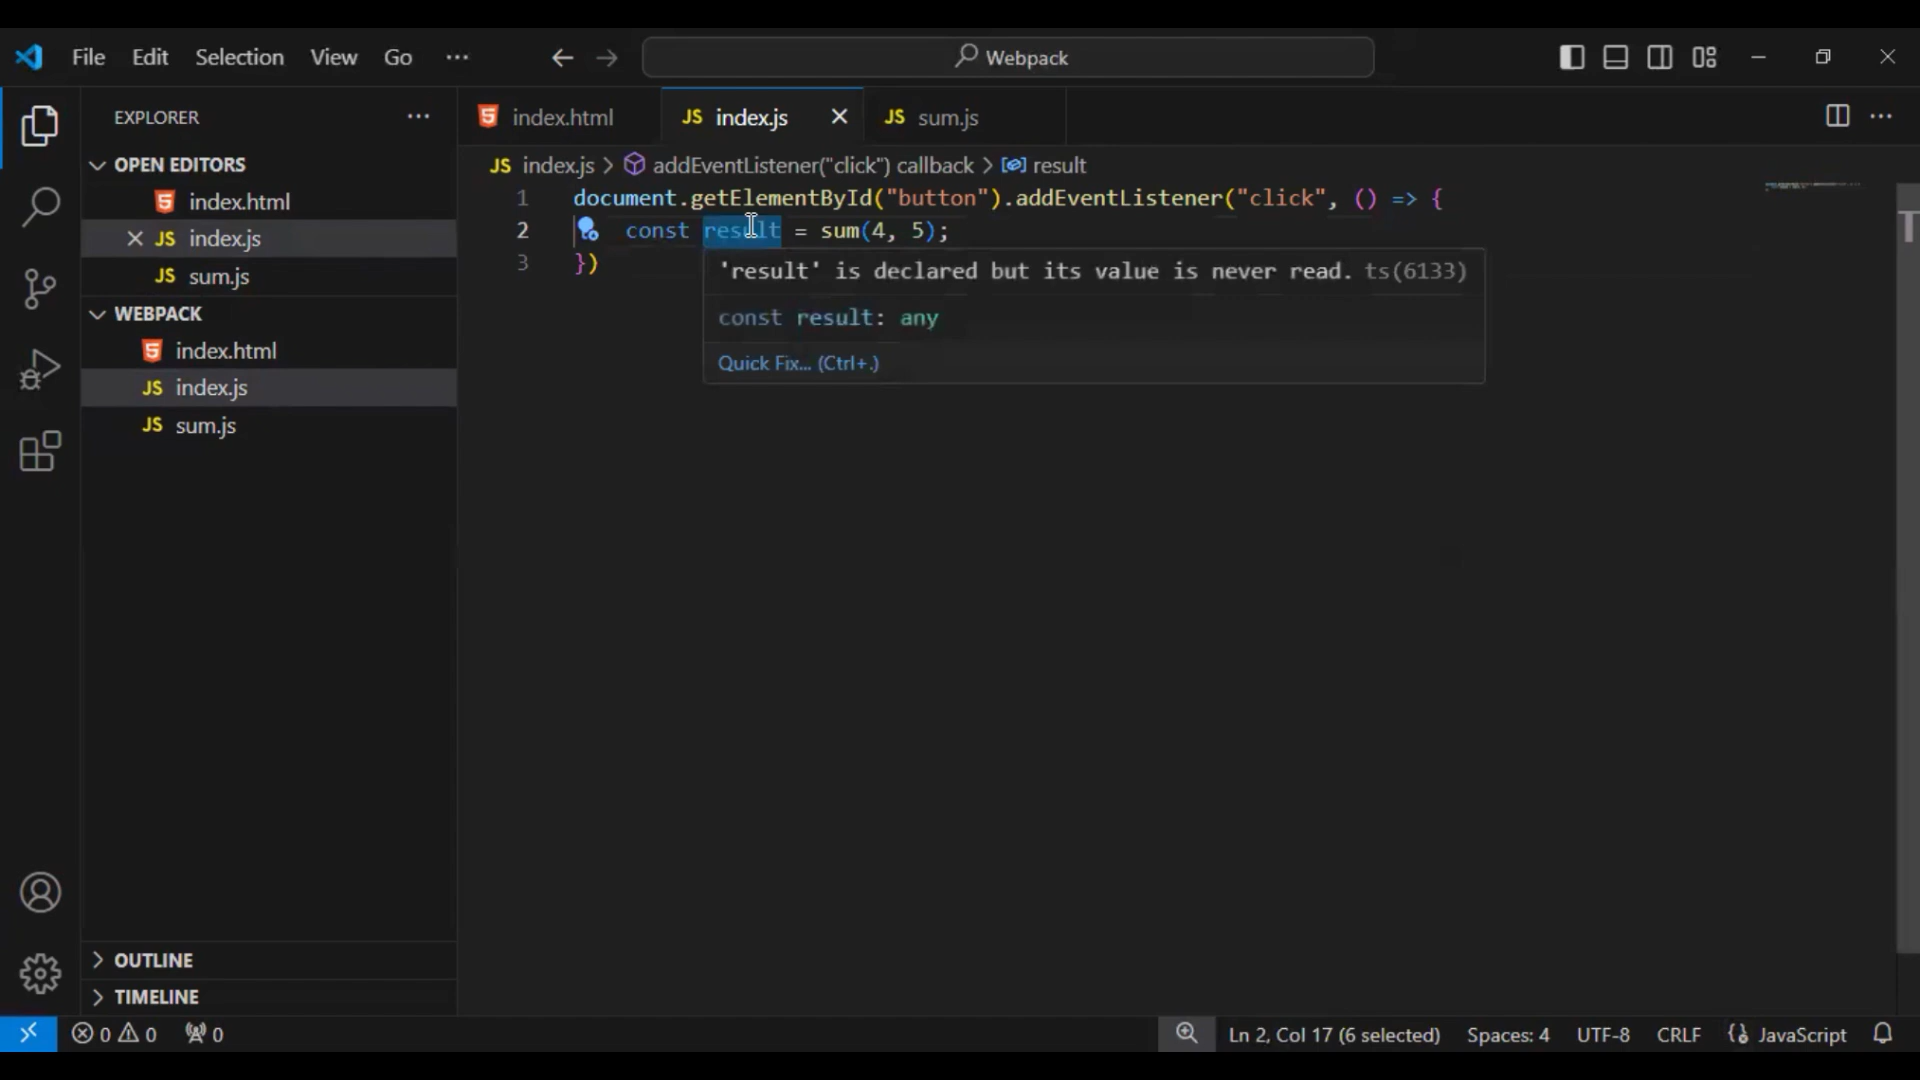 File Edit Selection View Go ··· Webpack
EXPLORER ···
OPEN EDITORS
index.html
JS index.js
JS sum.js
WEBPACK
index.html
JS index.js
JS sum.js
OUTLINE
TIMELINE
index.html JS index.js JS sum.js
JS index.js > addEventListener("click") callback > result
1 document.getElementById("button").addEventListener("click", () => {
2 const result = sum(4, 5);
3 })
'result' is declared but its value is never read. ts(6133)
const result: any
Quick Fix... (Ctrl+.)
0 0 0 Ln 2, Col 17 (6 selected) Spaces: 4 UTF-8 CRLF JavaScript